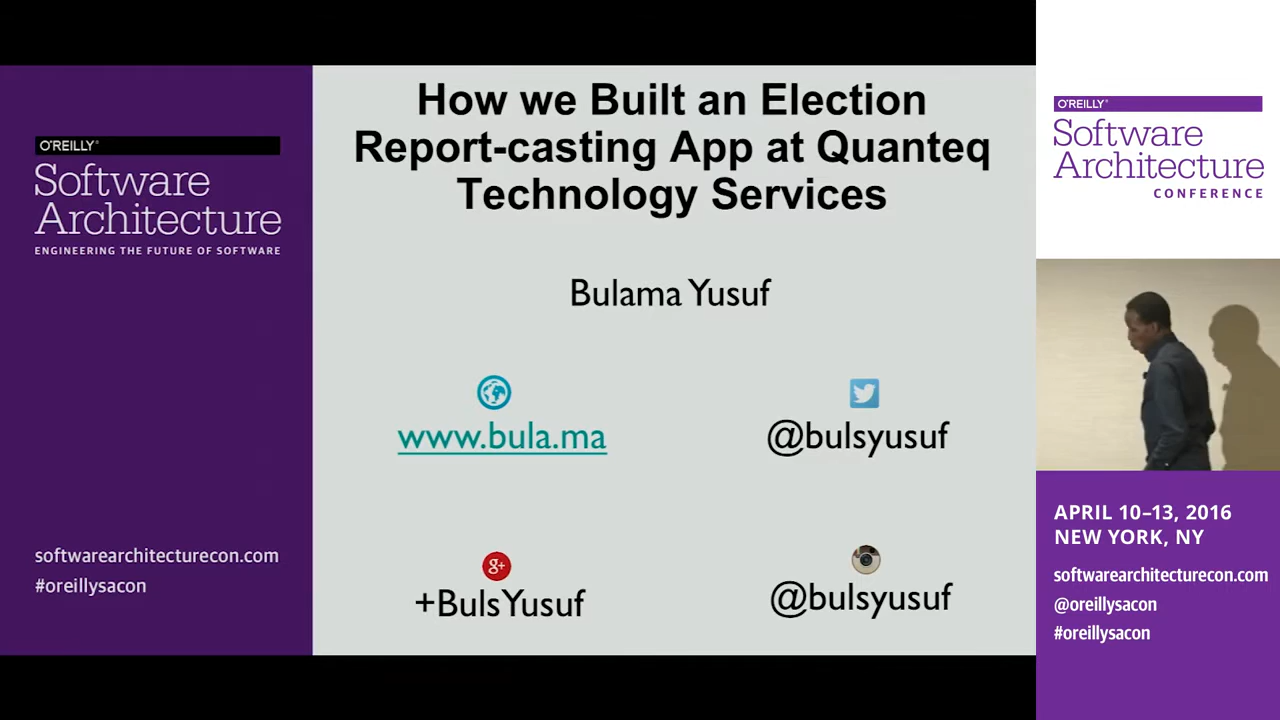 O'REILLY®
Software
Architecture
ENGINEERING THE FUTURE OF SOFTWARE
softwarearchitecturecon.com
#oreillysacon
How we Built an Election
Report-casting App at Quanteq
Technology Services
Bulama Yusuf
www.bula.ma
@bulsyusuf
g+
+BulsYusuf
@bulsyusuf
O'REILLY®
Software
Architecture
CONFERENCE
APRIL 10–13, 2016
NEW YORK, NY
softwarearchitecturecon.com
@oreillysacon
#oreillysacon